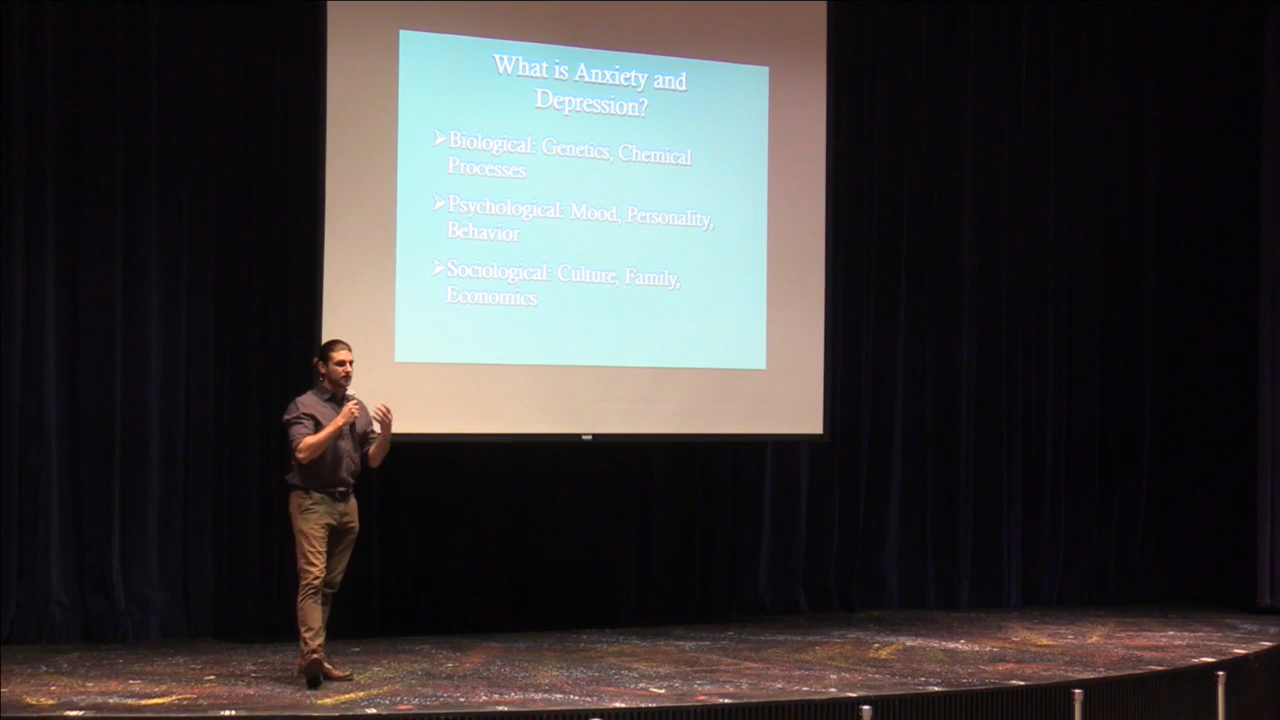 What is Anxiety and
Depression?
➢Biological: Genetics, Chemical
Processes
➢Psychological: Mood, Personality,
Behavior
➢Sociological: Culture, Family,
Economics